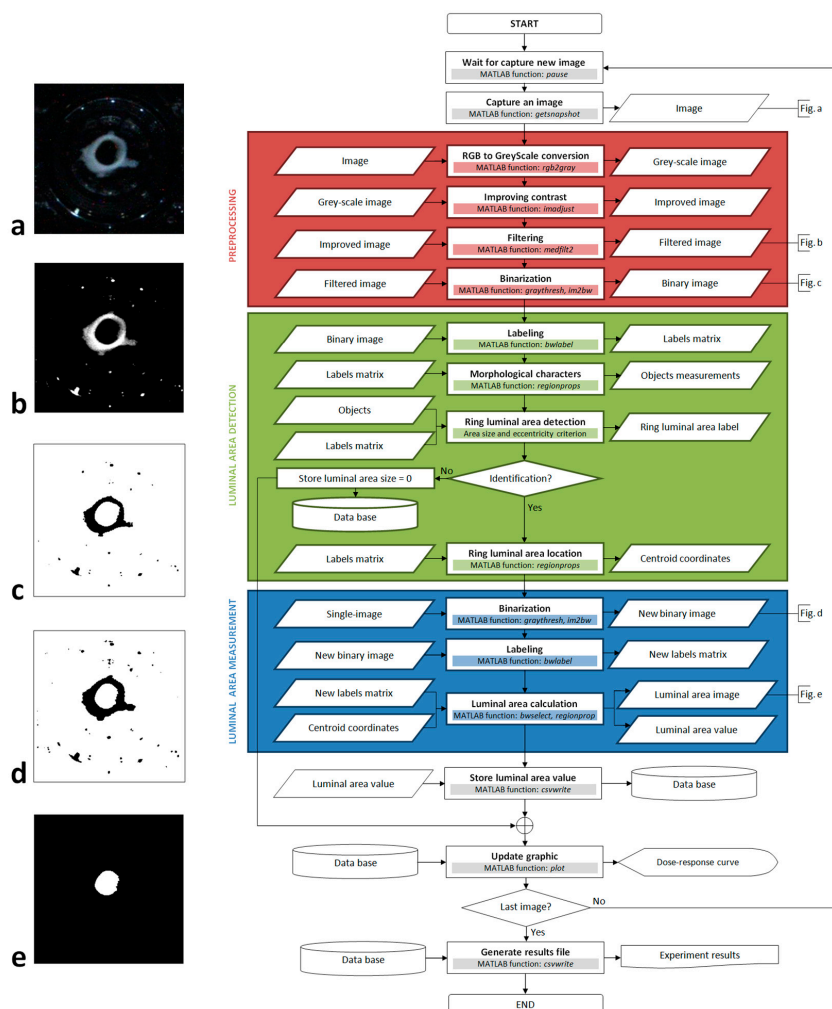 START
Wait for capture new image
MATLAB function: pause
Capture an image
MATLAB function: getsnapshot
Image
Fig. a
a
PREPROCESSING
Image
RGB to GreyScale conversion
MATLAB function: rgb2gray
Grey-scale image
Grey-scale image
Improving contrast
MATLAB function: imadjust
Improved image
Improved image
Filtering
MATLAB function: medfilt2
Filtered image
Fig. b
Filtered image
Binarization
MATLAB function: graythresh, im2bw
Binary image
Fig. c
b
LUMINAL AREA DETECTION
Binary image
Labeling
MATLAB function: bwlabel
Labels matrix
Labels matrix
Morphological characters
MATLAB function: regionprops
Objects measurements
Objects
Labels matrix
Ring luminal area detection
Area size and eccentricity criterion
Ring luminal area label
Store luminal area size = 0
No
Identification?
Data base
Yes
Labels matrix
Ring luminal area location
MATLAB function: regionprops
Centroid coordinates
c
LUMINAL AREA MEASUREMENT
Single-image
Binarization
MATLAB function: graythresh, im2bw
New binary image
Fig. d
New binary image
Labeling
MATLAB function: bwlabel
New labels matrix
New labels matrix
Centroid coordinates
Luminal area calculation
MATLAB function: bwselect, regionprop
Luminal area image
Fig. e
Luminal area value
d
Luminal area value
Store luminal area value
MATLAB function: csvwrite
Data base
Data base
Update graphic
MATLAB function: plot
Dose-response curve
Last image?
No
Yes
e
Data base
Generate results file
MATLAB function: csvwrite
Experiment results
END